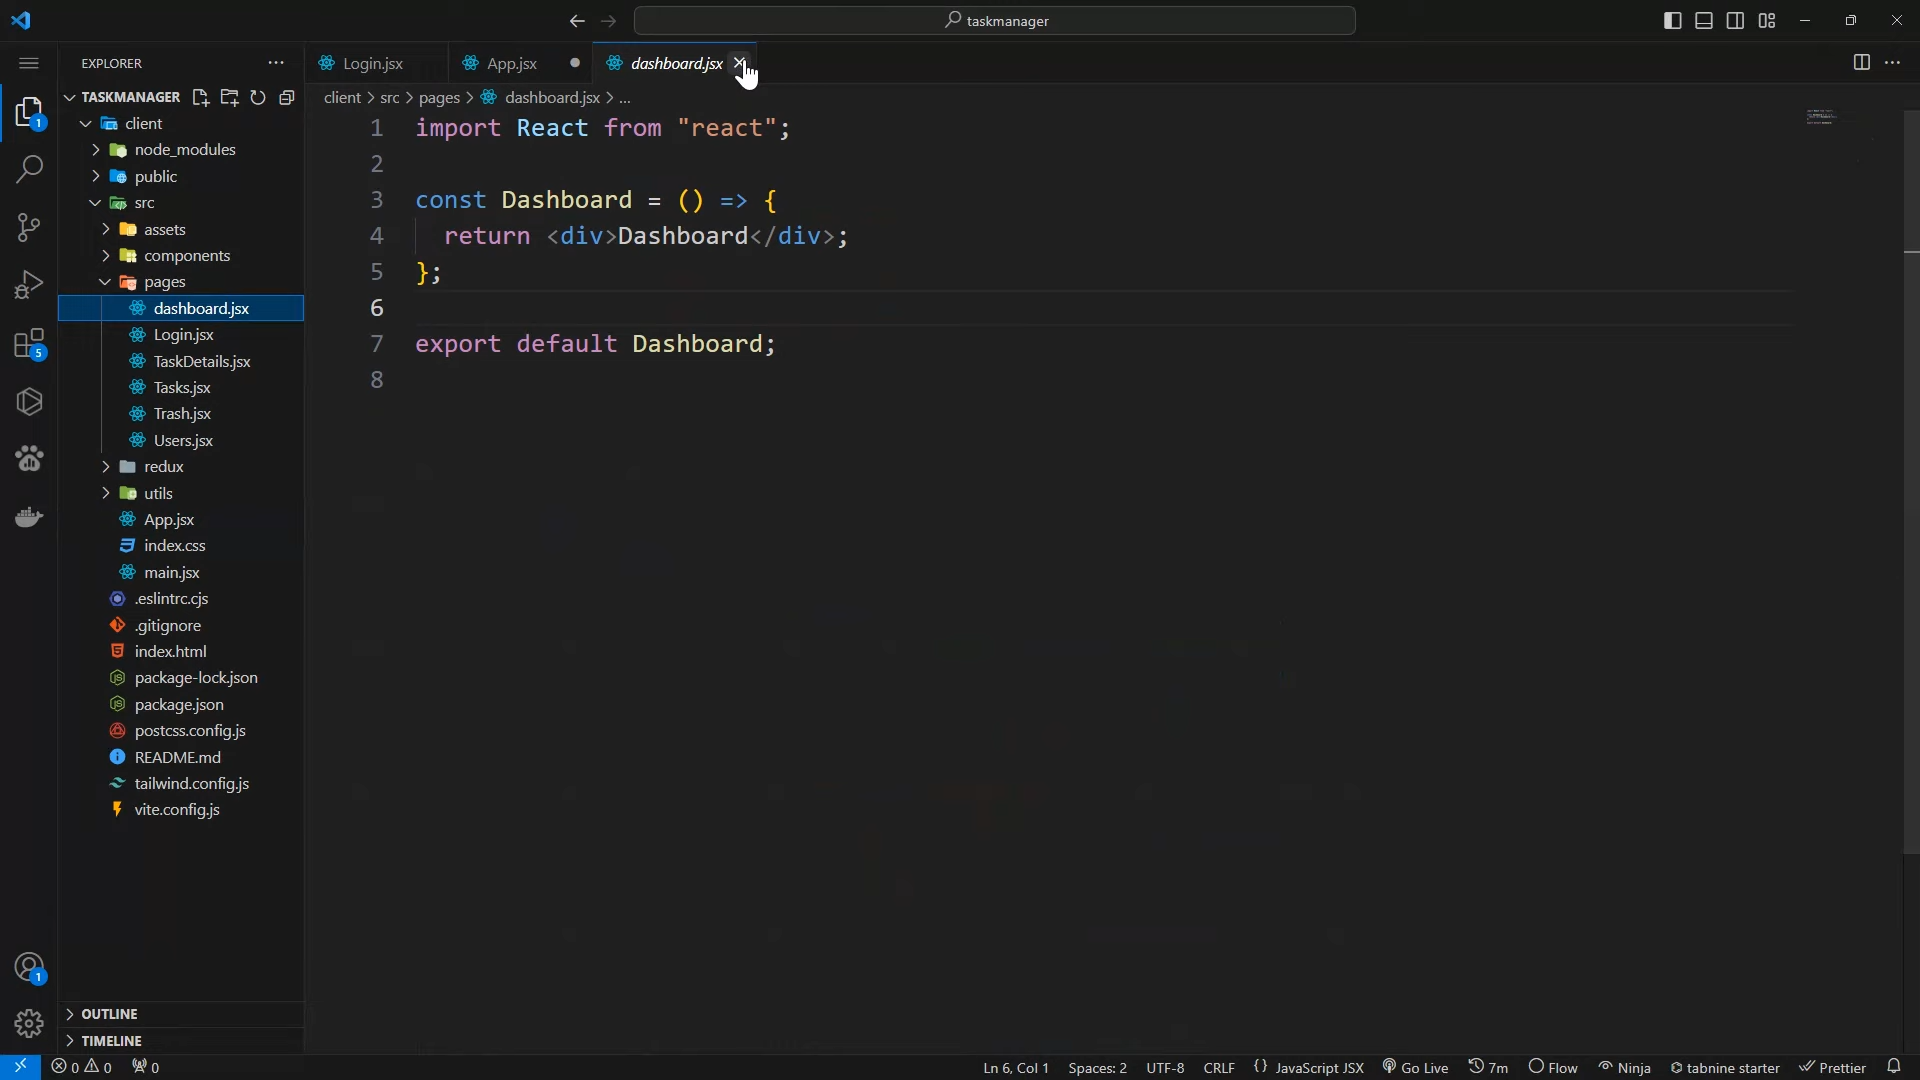 taskmanager
EXPLORER
Login.jsx
App.jsx
dashboard.jsx
TASKMANAGER
client > src > pages > dashboard.jsx > ...
client
node_modules
public
src
assets
components
pages
dashboard.jsx
Login.jsx
TaskDetails.jsx
Tasks.jsx
Trash.jsx
Users.jsx
redux
utils
App.jsx
index.css
main.jsx
.eslintrc.cjs
.gitignore
index.html
package-lock.json
package.json
postcss.config.js
README.md
tailwind.config.js
vite.config.js
OUTLINE
TIMELINE
1
5
1
1 import React from "react";
2
3 const Dashboard = () => {
4 return <div>Dashboard</div>;
5 };
6
7 export default Dashboard;
8
0 0 0
Ln 6, Col 1 Spaces: 2 UTF-8 CRLF {} JavaScript JSX Go Live 7m Flow Ninja tabnine starter Prettier